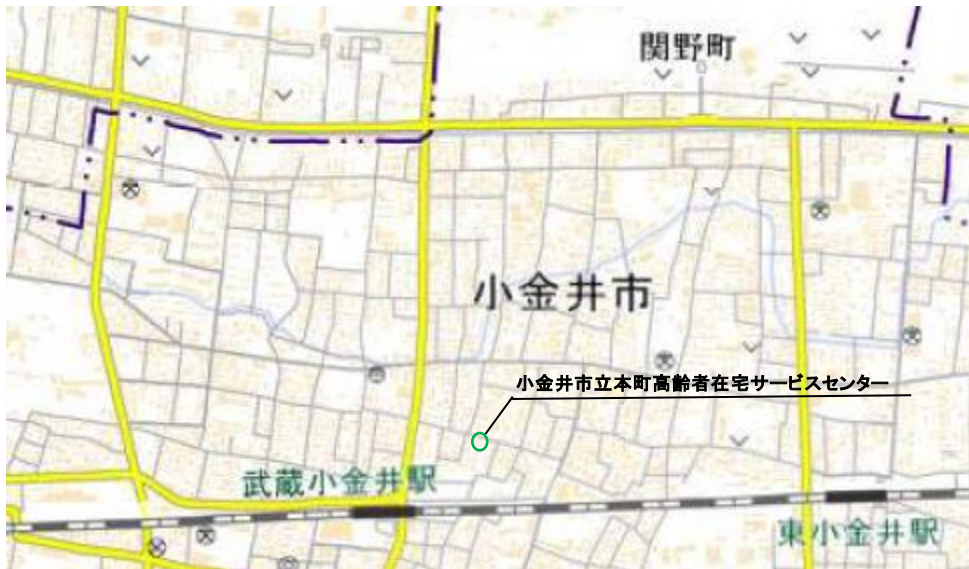 関野町
小金井市
小金井市立本町高齢者在宅サービスセンター
武蔵小金井駅
東小金井駅